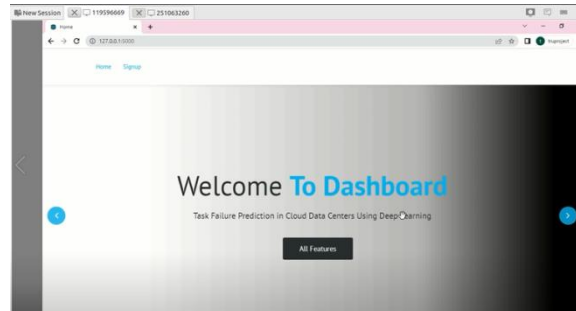 New Session 119596669 251063260
Home
127.0.0.1:5000
Home Signup
Welcome To Dashboard
Task Failure Prediction in Cloud Data Centers Using Deep Learning
All Features